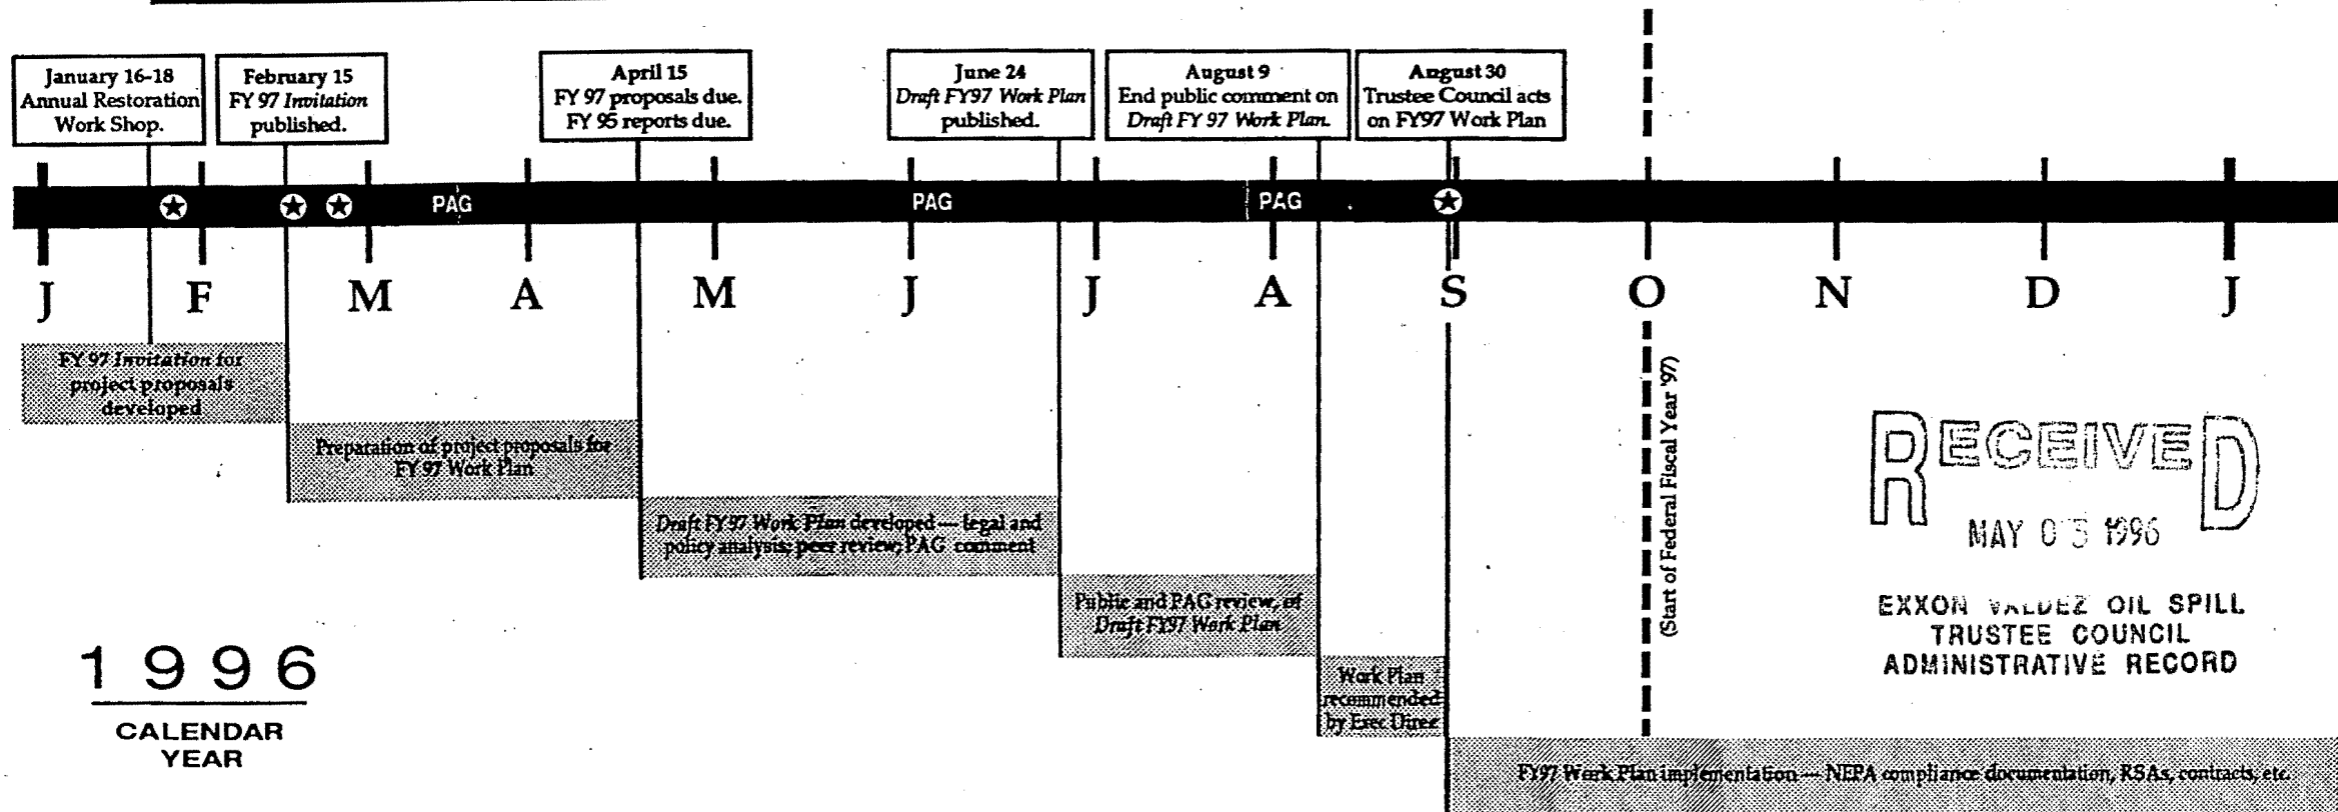 January 16-18
Annual Restoration
Work Shop.
February 15
FY 97 Invitation
published.
April 15
FY 97 proposals due.
FY 95 reports due.
June 24
Draft FY97 Work Plan
published.
August 9
End public comment on
Draft FY 97 Work Plan.
August 30
Trustee Council acts
on FY97 Work Plan
PAG
PAG
PAG
J F M A M J J A S O N D J
FY 97 Invitation for
project proposals
developed
Preparation of project proposals for
FY 97 Work Plan
Draft FY97 Work Plan developed — legal and
policy analysis; peer review; PAG comment
Public and PAG review, of
Draft FY97 Work Plan
Work Plan
recommended
by Exec Direc
FY97 Work Plan implementation — NEPA compliance documentation, RSAs, contracts, etc.
(Start of Federal Fiscal Year '97)
RECEIVED
MAY 03 1996
EXXON VALDEZ OIL SPILL
TRUSTEE COUNCIL
ADMINISTRATIVE RECORD
1996
CALENDAR
YEAR